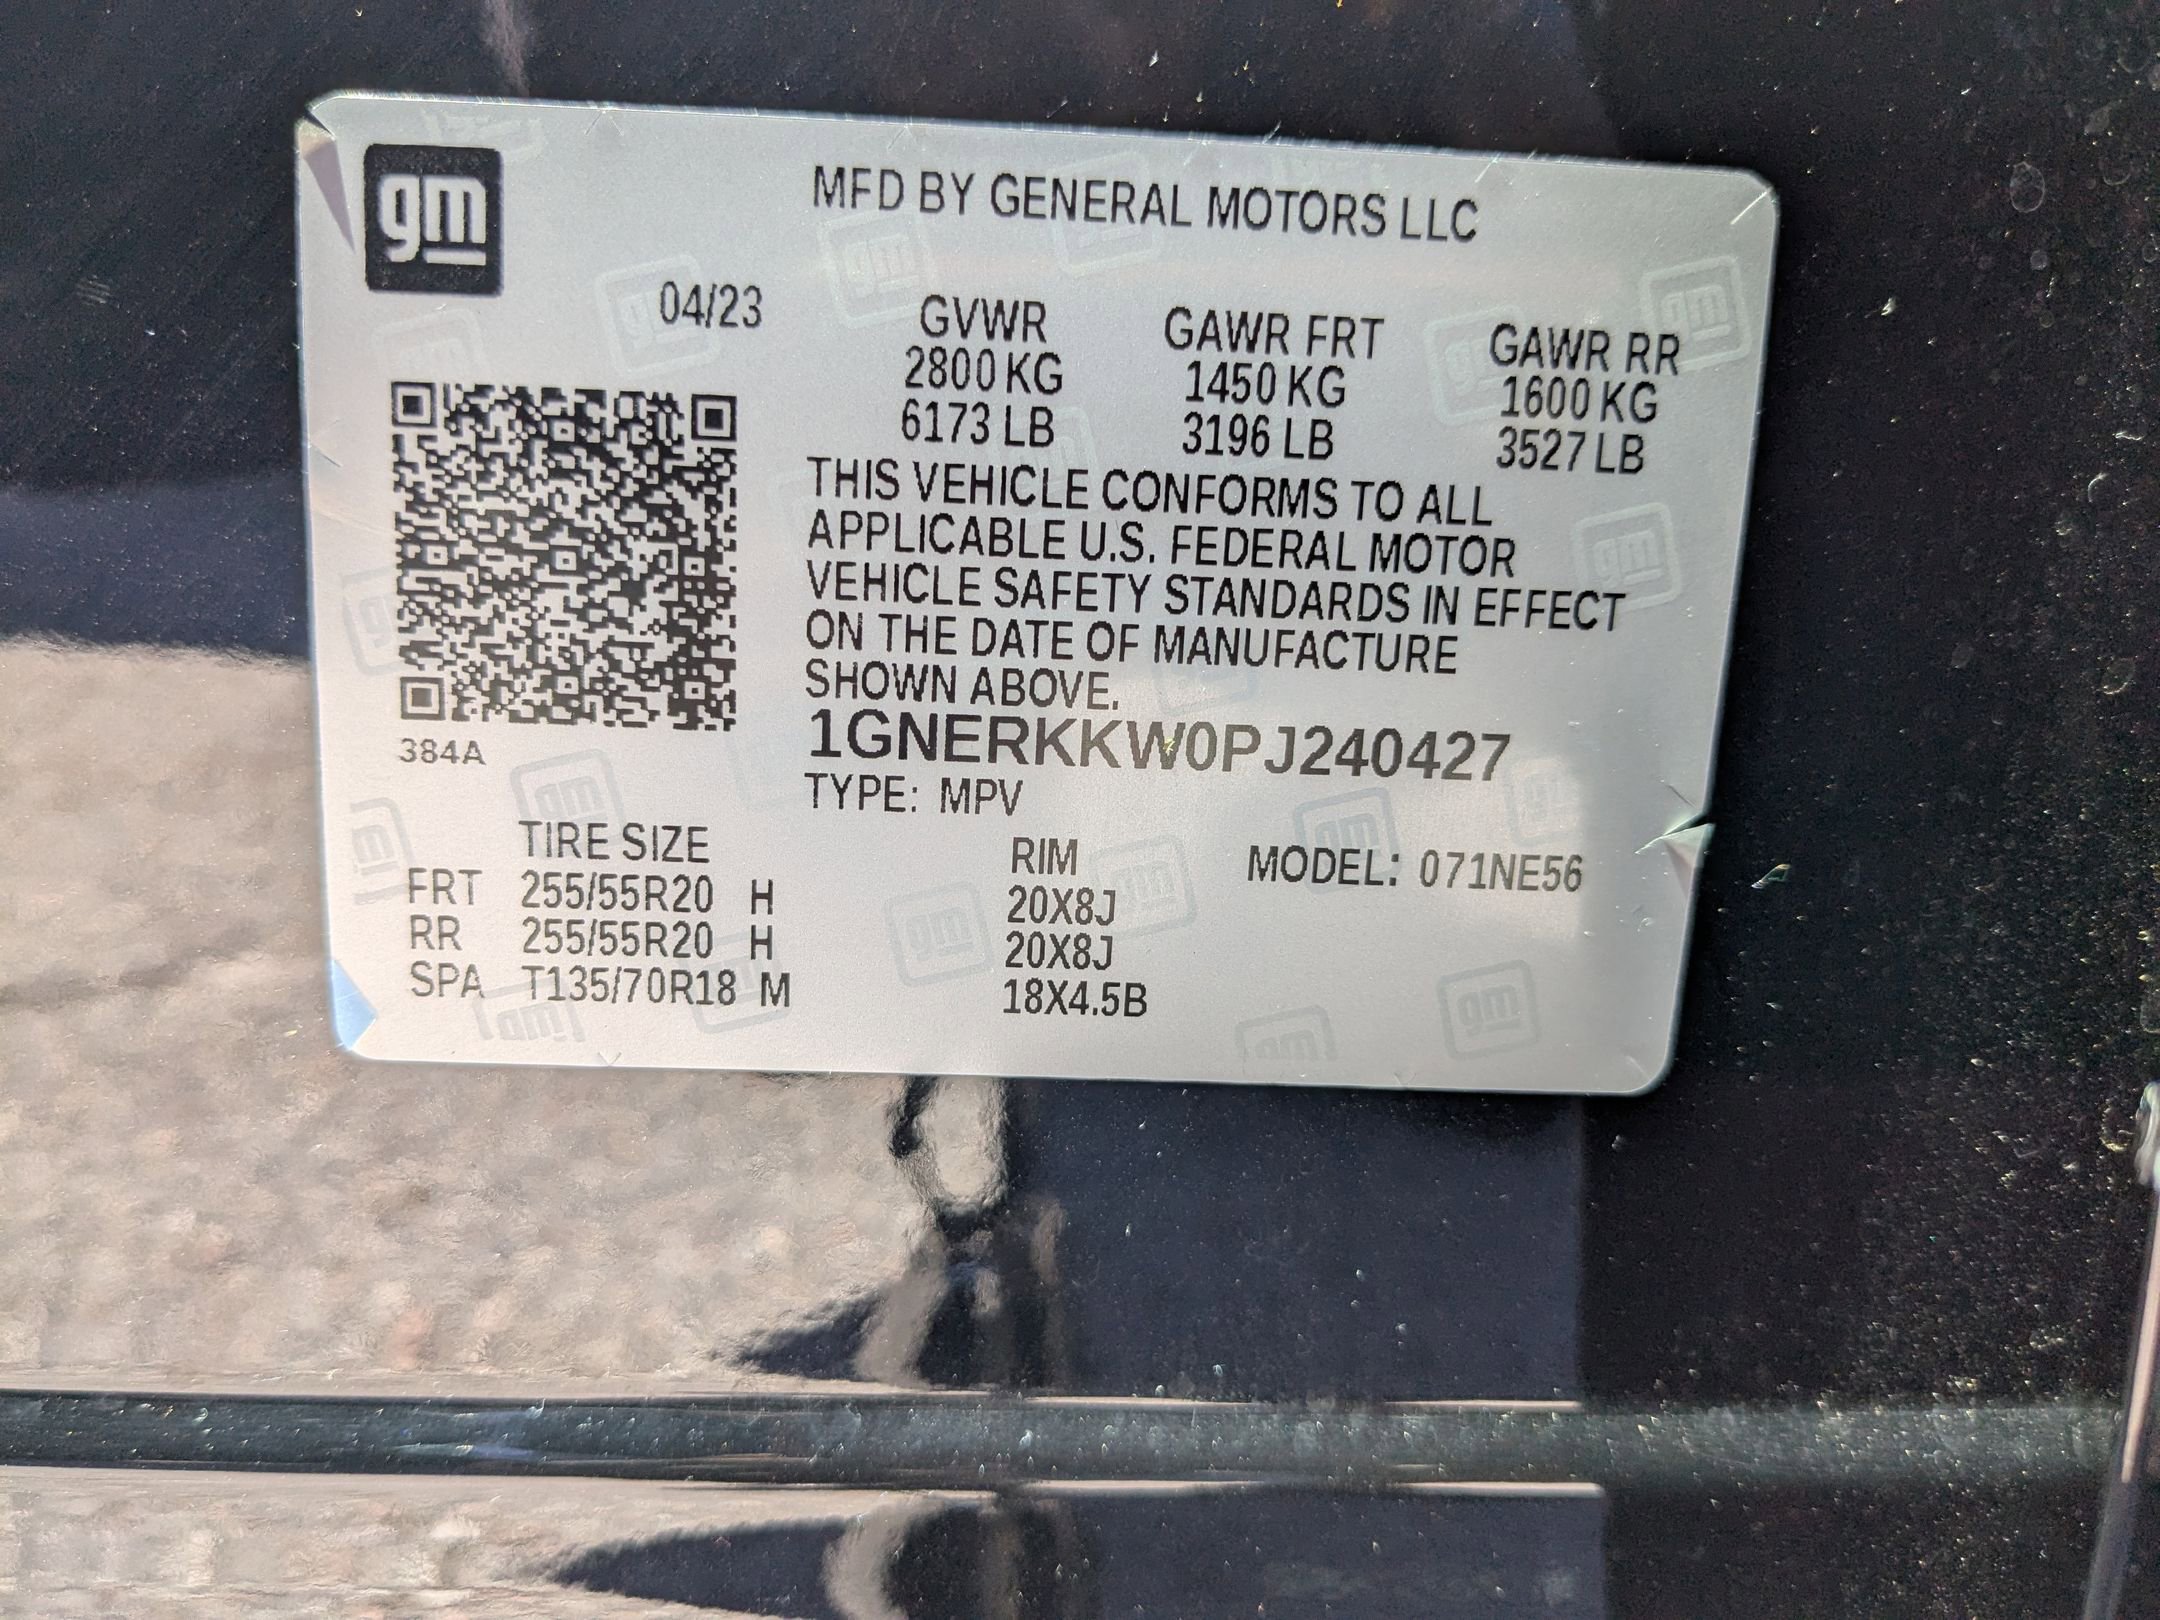 gm
MFD BY GENERAL MOTORS LLC
04/23
GVWR GAWR FRT GAWR RR
2800 KG 1450 KG 1600 KG
6173 LB 3196 LB 3527 LB
THIS VEHICLE CONFORMS TO ALL
APPLICABLE U.S. FEDERAL MOTOR
VEHICLE SAFETY STANDARDS IN EFFECT
ON THE DATE OF MANUFACTURE
SHOWN ABOVE.
1GNERKKW0PJ240427
384A
TYPE: MPV
TIRE SIZE RIM MODEL: 071NE56
FRT 255/55R20 H 20X8J
RR 255/55R20 H 20X8J
SPA T135/70R18 M 18X4.5B